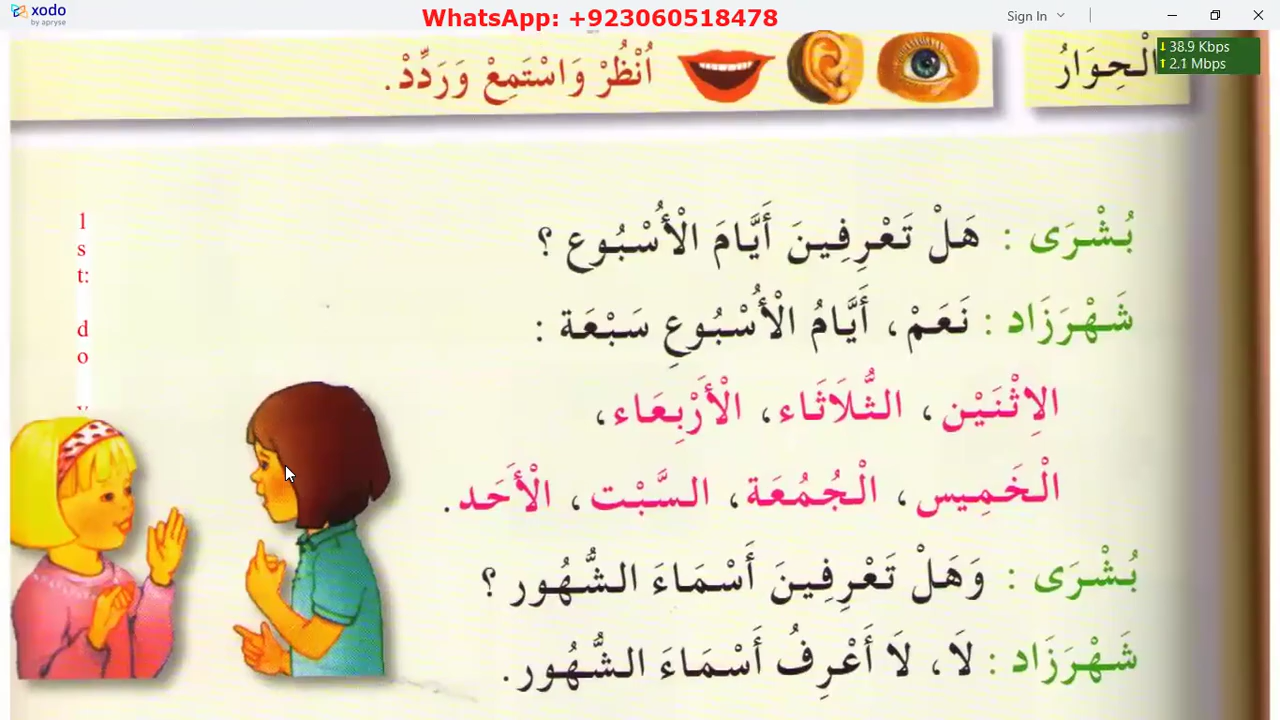 xodo
by apryse
WhatsApp: +923060518478
Sign In
38.9 Kbps
2.1 Mbps
الْحِوَارُ
اُنْظُرْ وَاسْتَمِعْ وَرَدِّدْ.
بُشْرَى : هَلْ تَعْرِفِينَ أَيَّامَ الْأُسْبُوع ؟
شَهْرَزَاد : نَعَمْ، أَيَّامُ الْأُسْبُوعِ سَبْعَة :
الِاثْنَيْن، الثُّلَاثَاء، الْأَرْبِعَاء،
الْخَمِيس، الْجُمُعَة، السَّبْت، الْأَحَد.
بُشْرَى : وَهَلْ تَعْرِفِينَ أَسْمَاءَ الشُّهُور ؟
شَهْرَزَاد : لَا، لَا أَعْرِفُ أَسْمَاءَ الشُّهُور.
l
s
t:
d
o